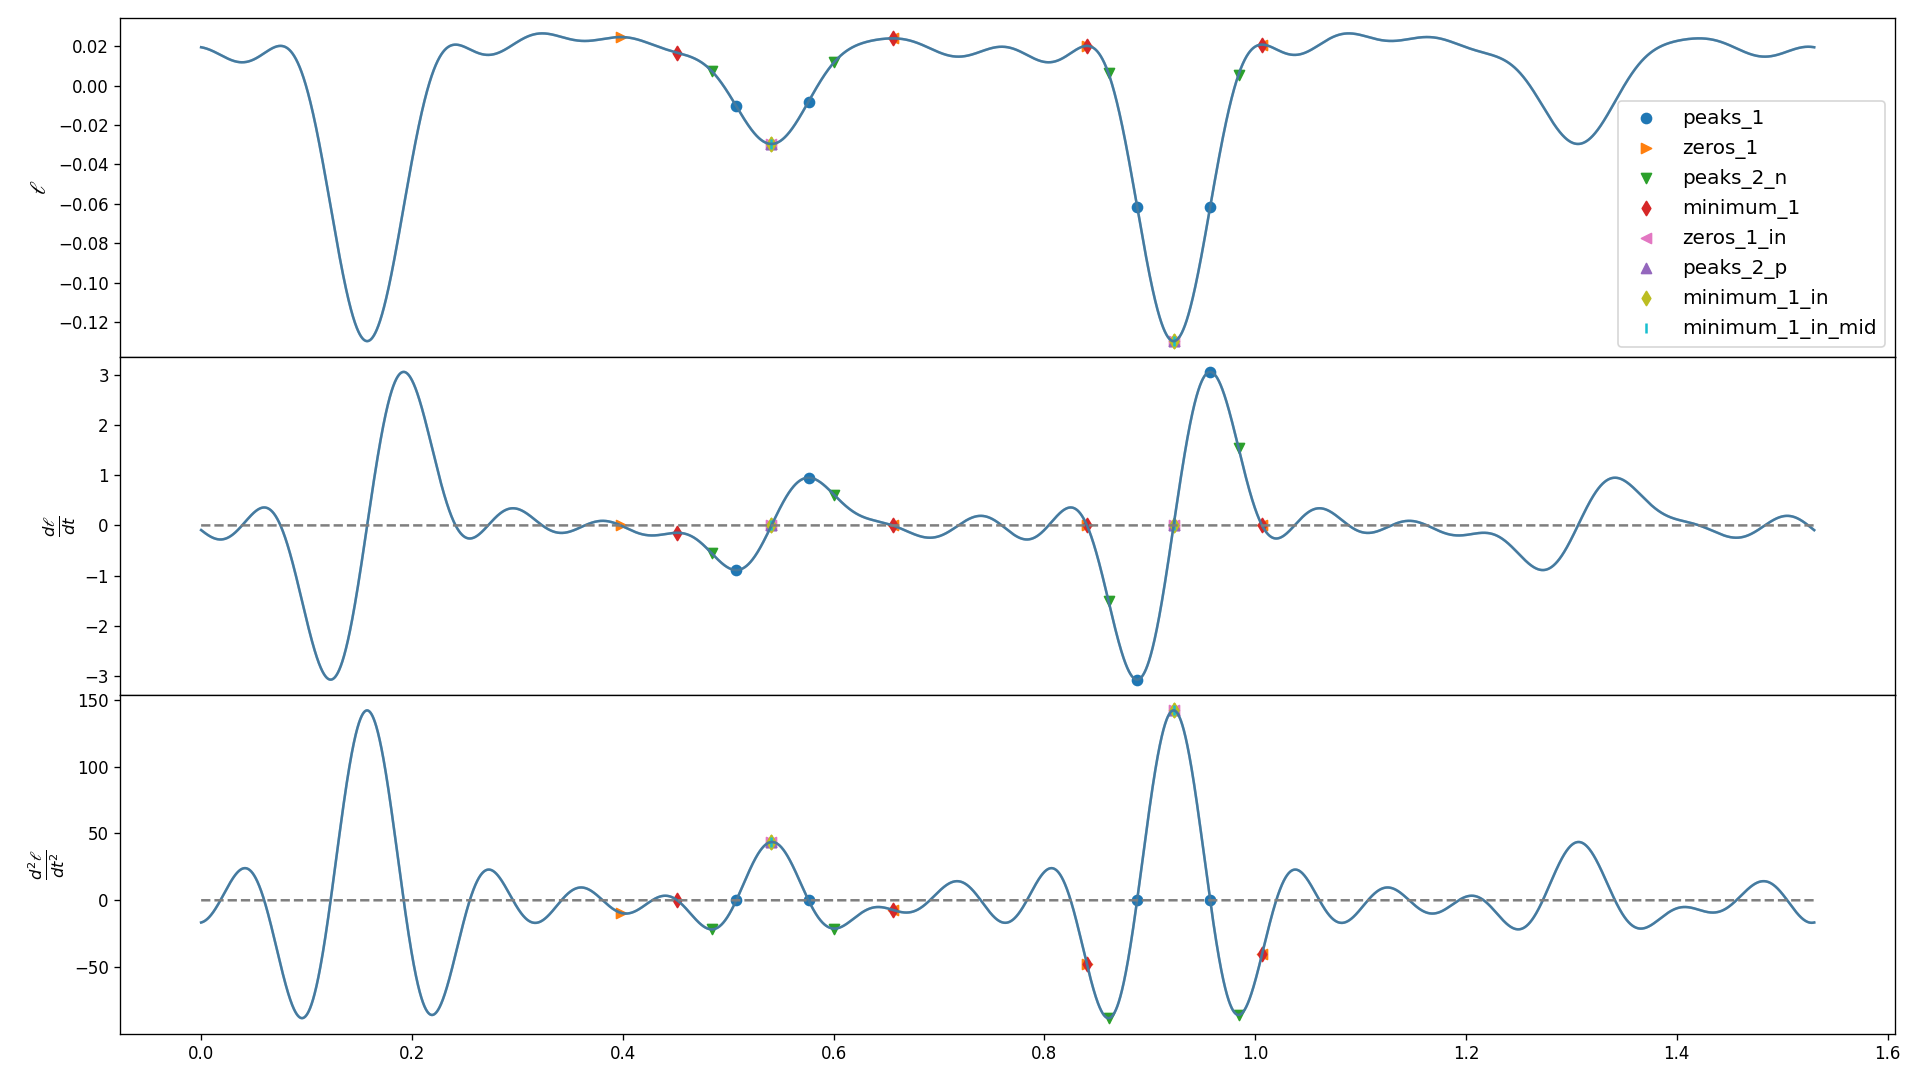 0.02
0.00
−0.02
−0.04
−0.06
−0.08
−0.10
−0.12
ℓ
peaks_1
zeros_1
peaks_2_n
minimum_1
zeros_1_in
peaks_2_p
minimum_1_in
minimum_1_in_mid
3
2
1
0
−1
−2
−3
dℓ
dt
150
100
50
0
−50
d²ℓ
dt²
0.0 0.2 0.4 0.6 0.8 1.0 1.2 1.4 1.6